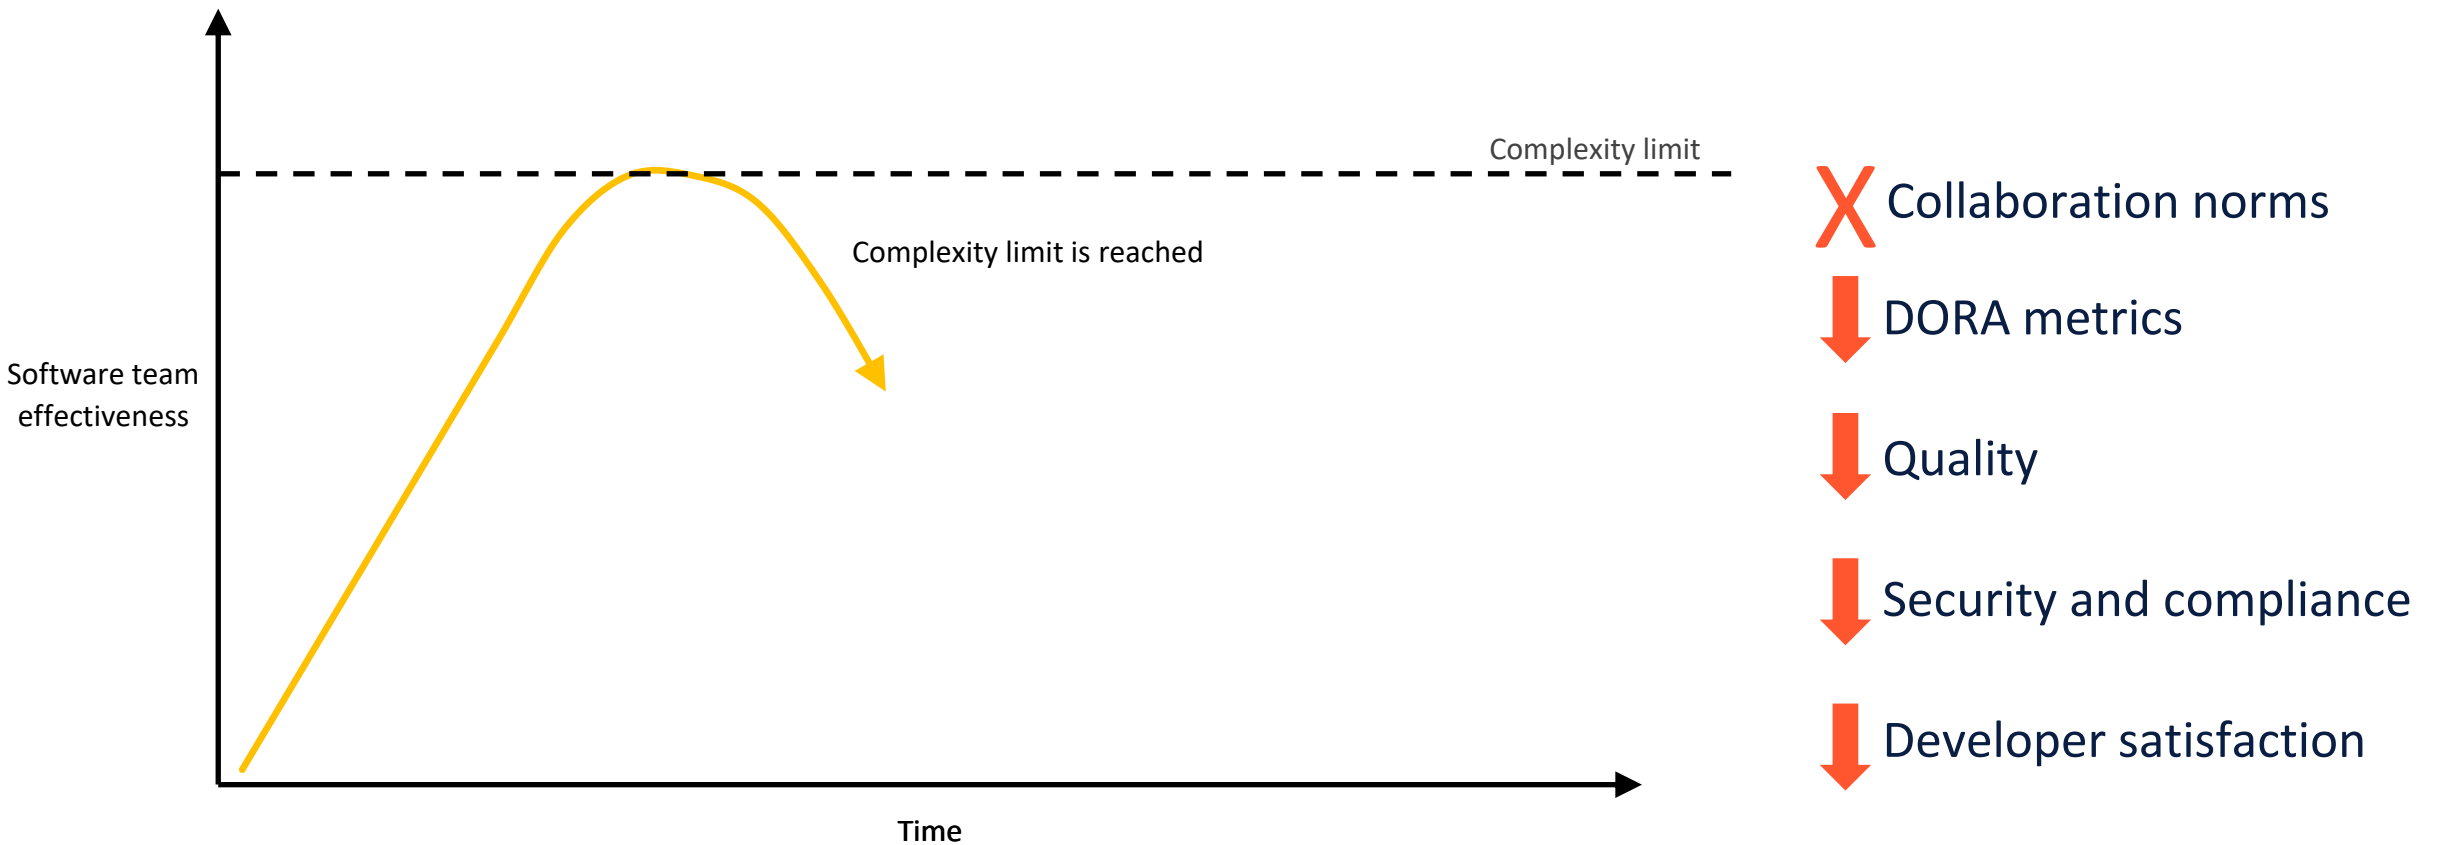 Complexity limit
Complexity limit is reached
Software team
effectiveness
Time
X Collaboration norms
DORA metrics
Quality
Security and compliance
Developer satisfaction